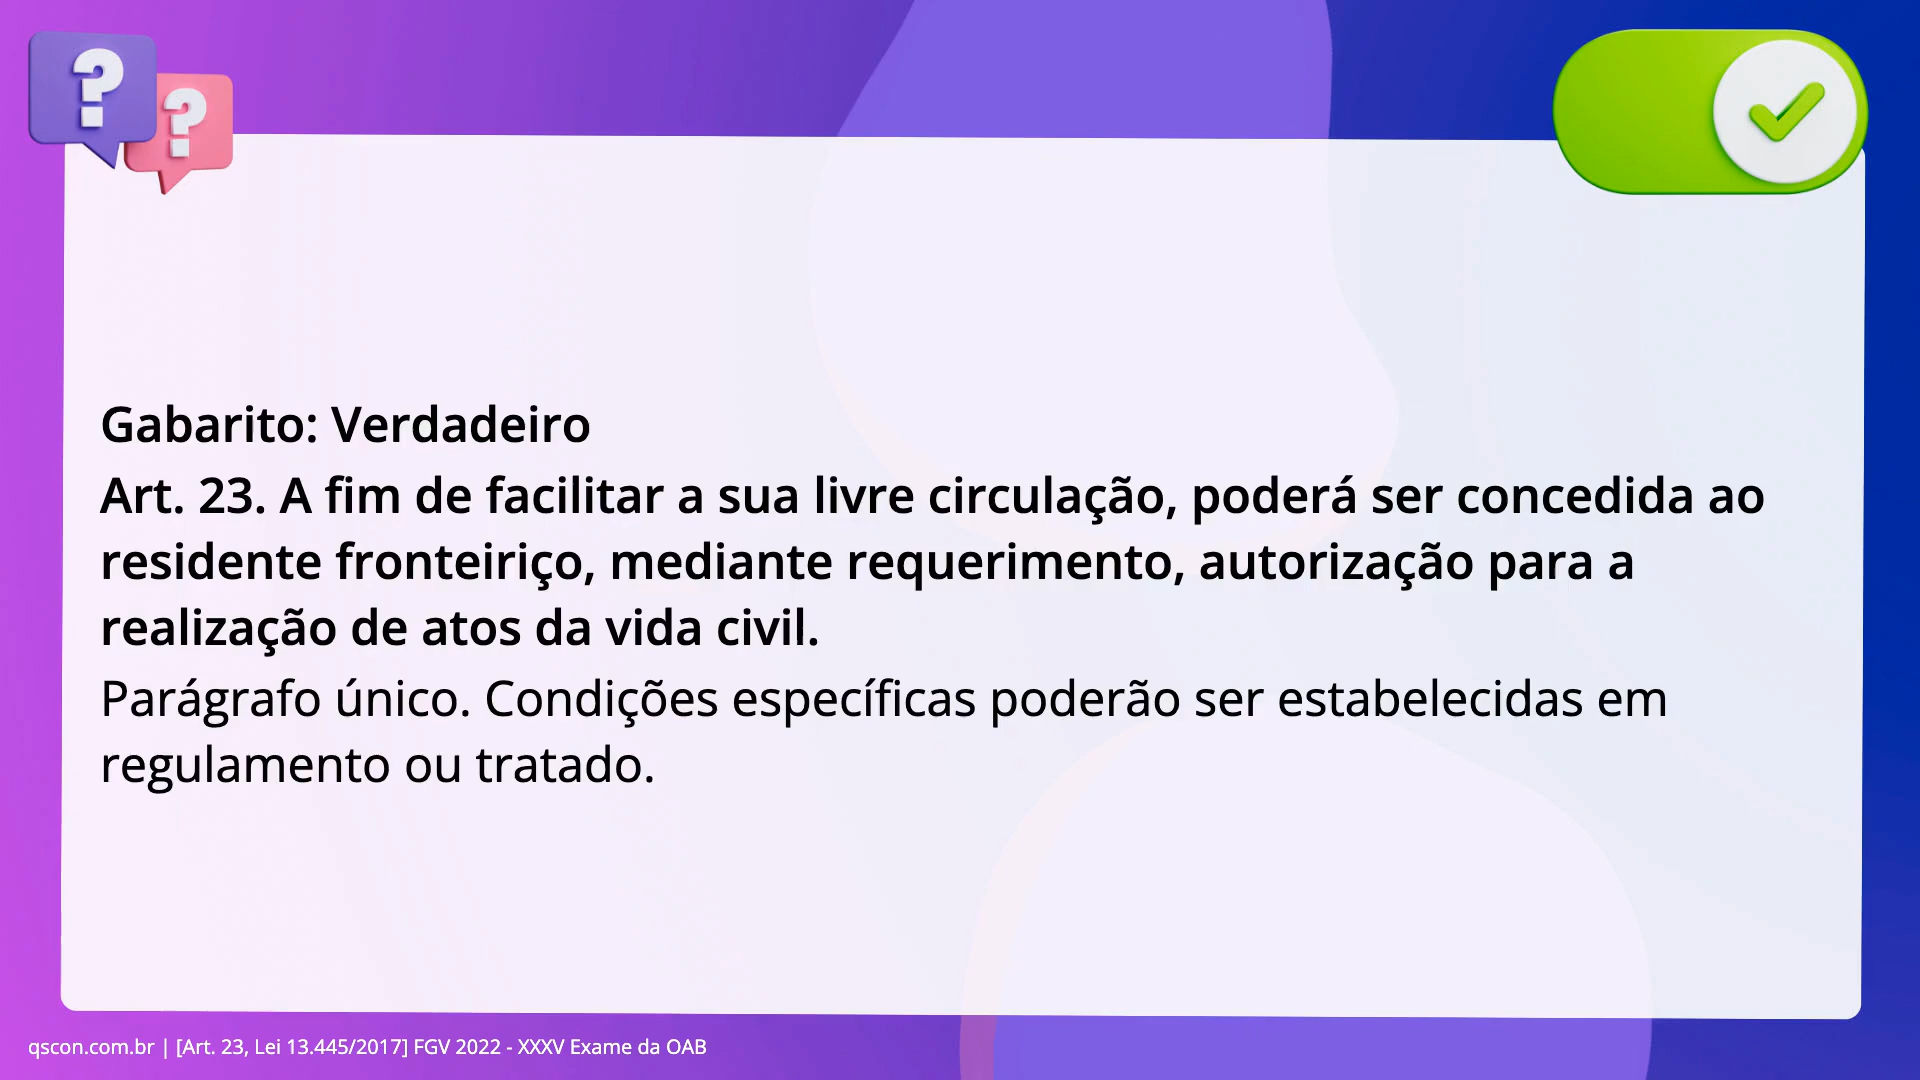 ?
?
Gabarito: Verdadeiro
Art. 23. A fim de facilitar a sua livre circulação, poderá ser concedida ao
residente fronteiriço, mediante requerimento, autorização para a
realização de atos da vida civil.
Parágrafo único. Condições específicas poderão ser estabelecidas em
regulamento ou tratado.
qscon.com.br | [Art. 23, Lei 13.445/2017] FGV 2022 - XXXV Exame da OAB